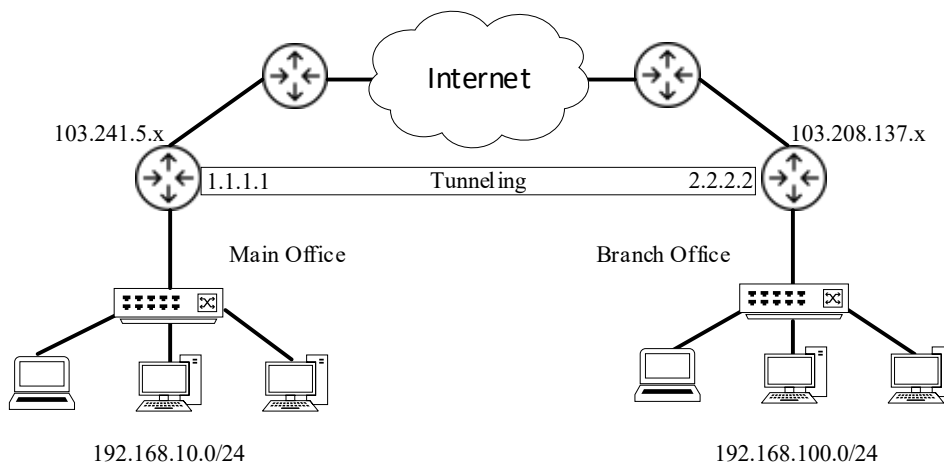 Internet
103.241.5.x
103.208.137.x
1.1.1.1
Tunneling
2.2.2.2
Main Office
Branch Office
192.168.10.0/24
192.168.100.0/24